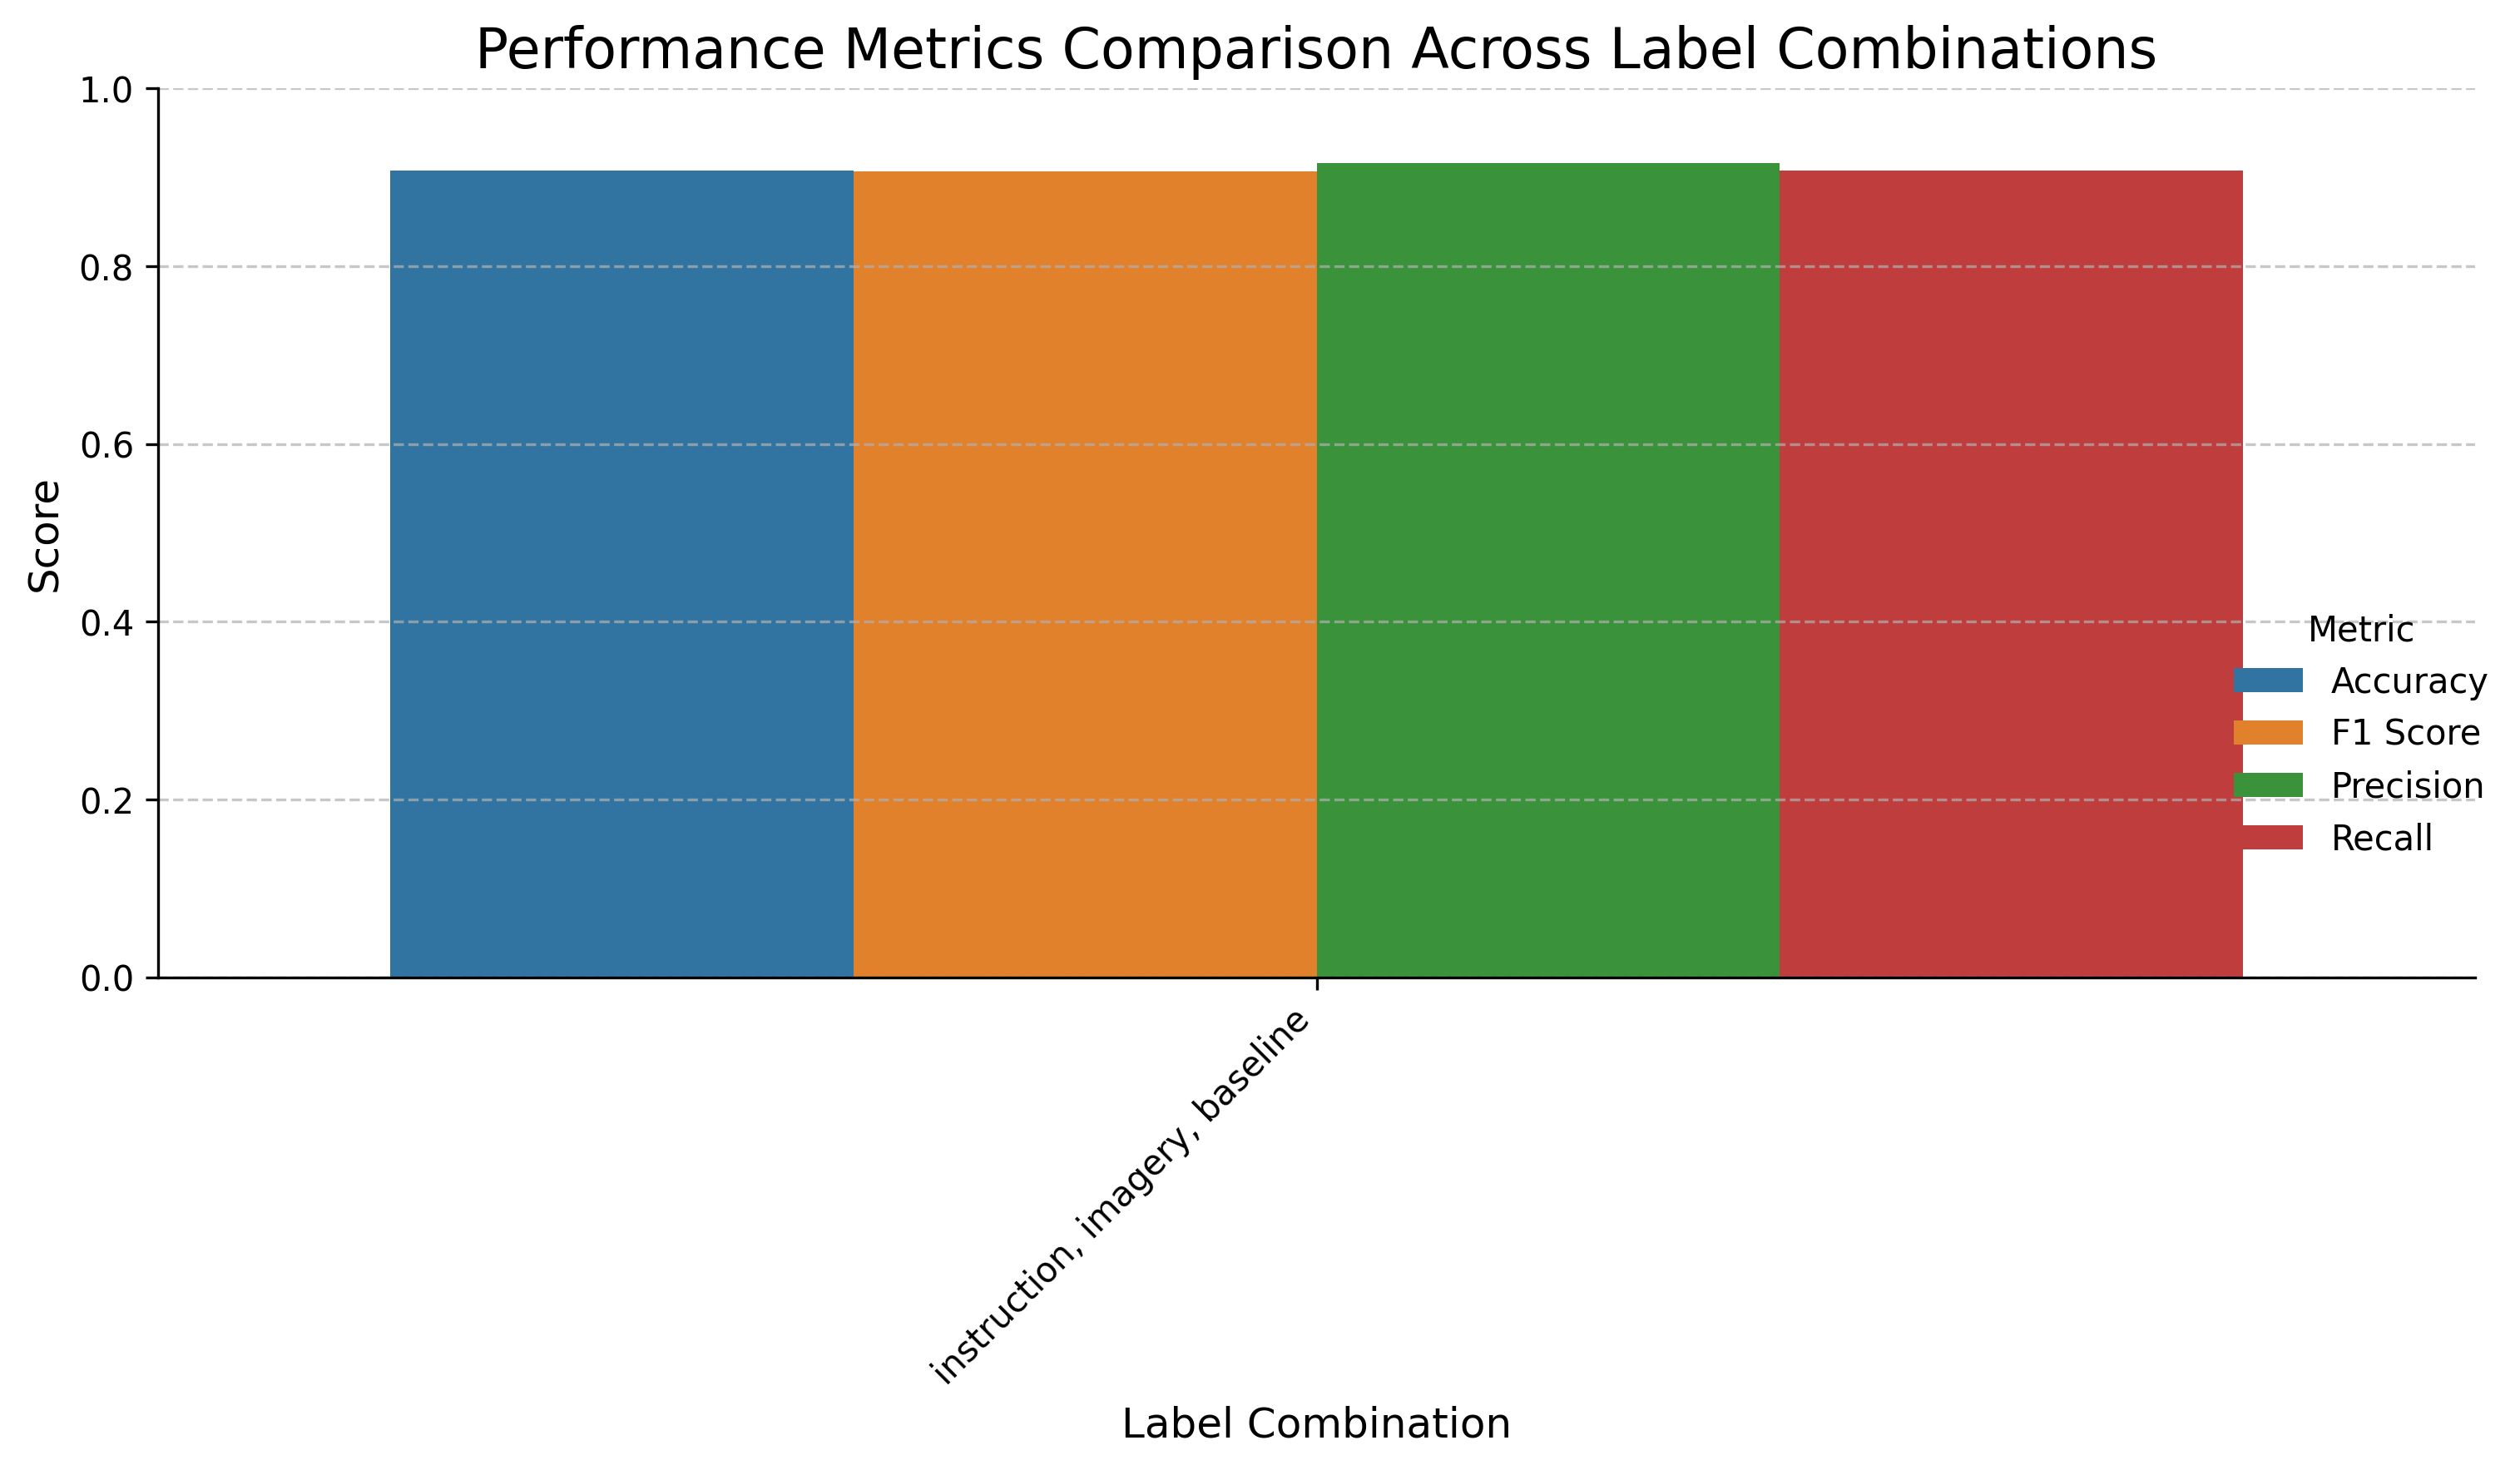 Performance Metrics Comparison Across Label Combinations
1.0
0.8
0.6
0.4
0.2
0.0
Score
Metric
Accuracy
F1 Score
Precision
Recall
instruction, imagery, baseline
Label Combination